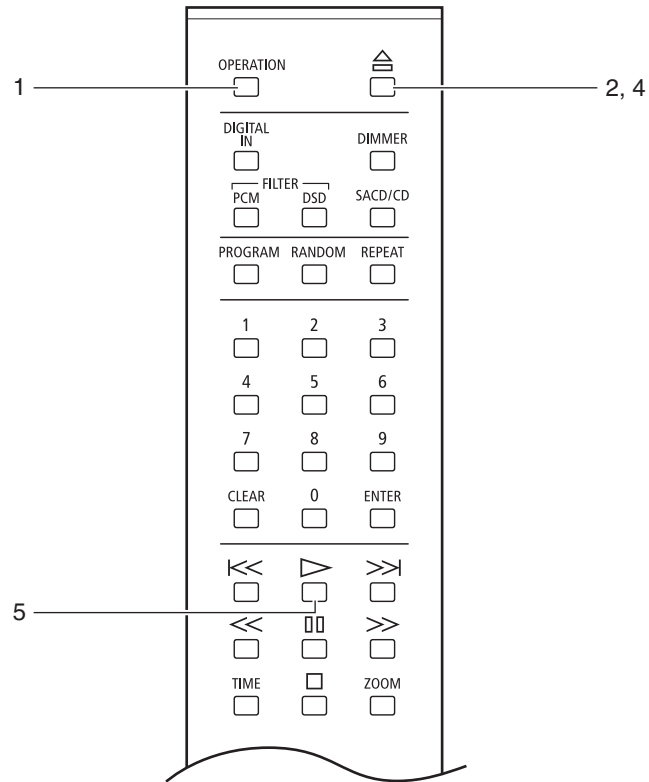 OPERATION
1
2, 4
DIGITAL
IN
DIMMER
FILTER
PCM
DSD
SACD/CD
PROGRAM RANDOM REPEAT
1 2 3
4 5 6
7 8 9
CLEAR 0 ENTER
5
TIME
ZOOM